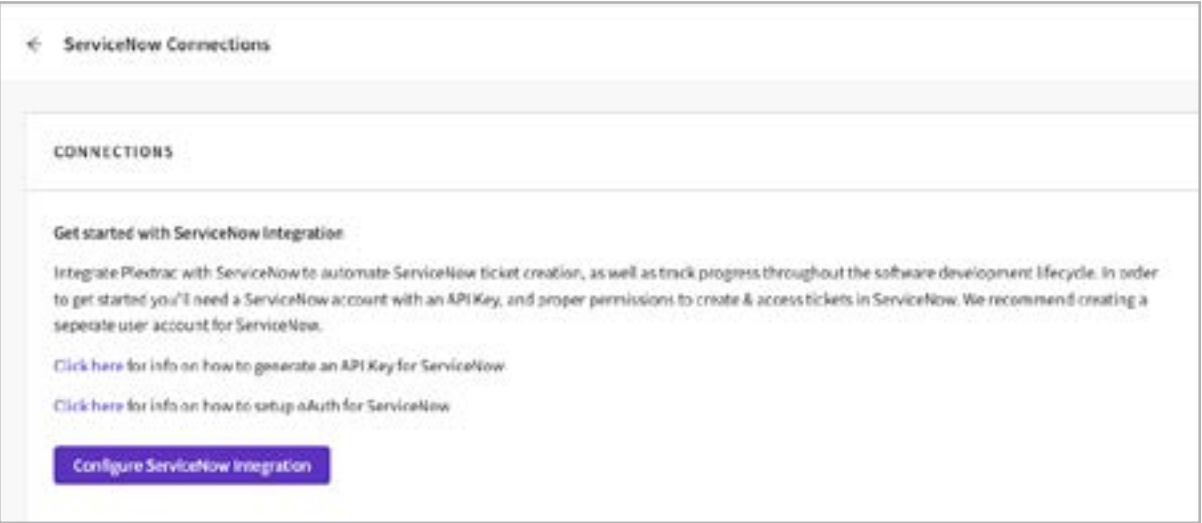 ServiceNow Connections
CONNECTIONS
Get started with ServiceNow Integration
Integrate Plextrac with ServiceNow to automate ServiceNow ticket creation, as well as track progress throughout the software development lifecycle. In order
to get started you'll need a ServiceNow account with an API Key, and proper permissions to create & access tickets in ServiceNow. We recommend creating a
seperate user account for ServiceNow.
Click here for info on how to generate an API Key for ServiceNow
Click here for info on how to setup oAuth for ServiceNow
Configure ServiceNow Integration